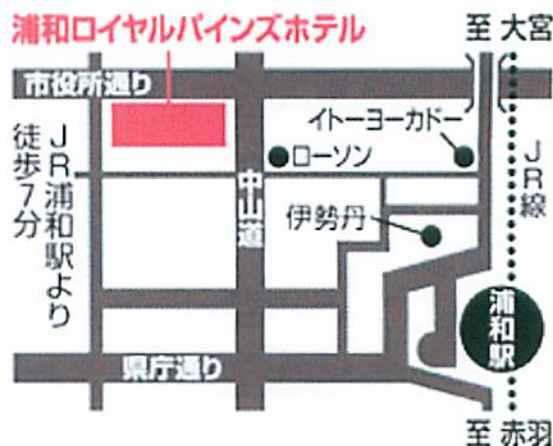 浦和ロイヤルパインズホテル
至 大宮
市役所通り
イトーヨーカドー
ローソン
JR線
JR浦和駅より
徒歩7分
中山道
伊勢丹
浦和駅
県庁通り
至 赤羽